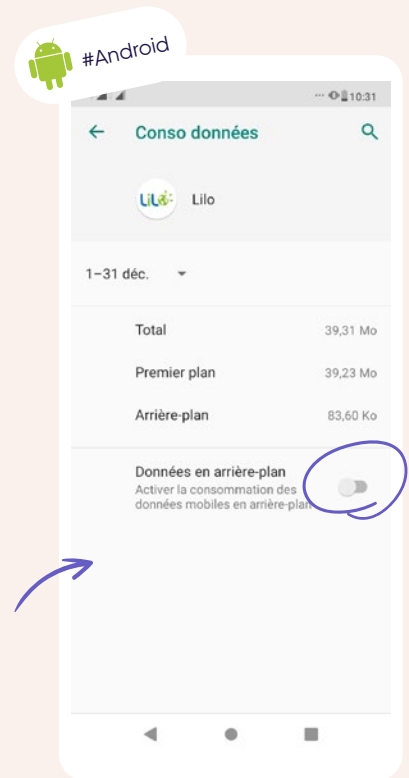 #Android
10:31
Conso données
Lilo Lilo
1–31 déc.
Total 39,31 Mo
Premier plan 39,23 Mo
Arrière-plan 83,60 Ko
Données en arrière-plan
Activer la consommation des
données mobiles en arrière-plan